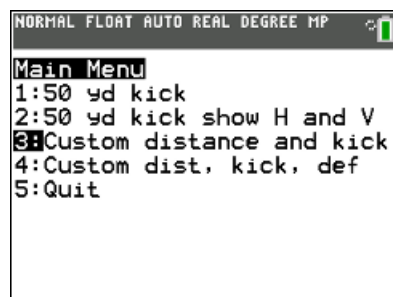 NORMAL FLOAT AUTO REAL DEGREE MP
Main Menu
1:50 yd kick
2:50 yd kick show H and V
3:Custom distance and kick
4:Custom dist, kick, def
5:Quit